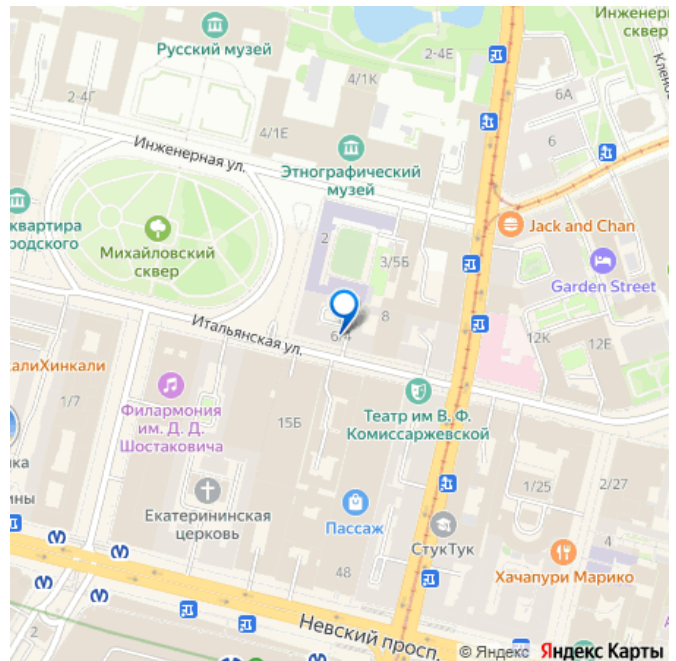 Инженерн
сквер
Русский музей
2-4Е
Кленов
4/1К
2-4Г
6А
4/1Е
6
Инженерная ул.
Этнографический
музей
квартира
родского
Jack and Chan
2
Михайловский
сквер
3/5Б
Garden Street
8
Итальянская ул.
6/4
12К
12Е
алиХинкали
1/7
Филармония
им. Д. Д.
Шостаковича
15Б
Театр им В. Ф.
Комиссаржевской
ка
1/25
2/27
ины
Екатерининская
церковь
Пассаж
СтукТук
4
48
Хачапури Марико
2
Невский просп.
© Яндекс Яндекс Карты